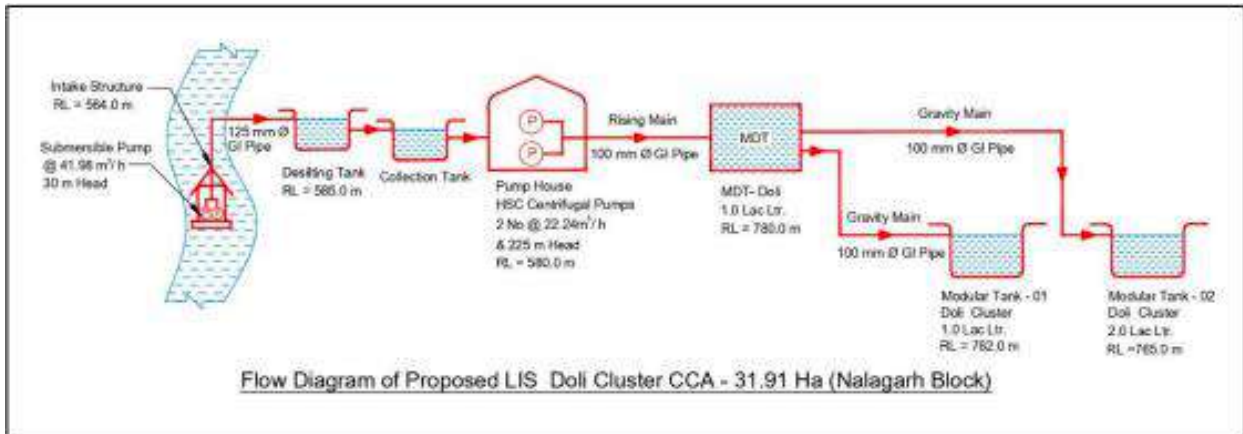 Intake Structure
RL = 564.0 m
Submersible Pump
@ 41.98 m³/ h
30 m Head
125 mm Ø
GI Pipe
Desilting Tank
RL = 585.0 m
Collection Tank
P
P
Pump House
HSC Centrifugal Pumps
2 No @ 22.24m³/ h
& 225 m Head
RL = 580.0 m
Rising Main
100 mm Ø GI Pipe
MDT
MDT- Doli
1.0 Lac Ltr.
RL = 780.0 m
Gravity Main
100 mm Ø GI Pipe
Gravity Main
100 mm Ø GI Pipe
Modular Tank - 01
Doli Cluster
1.0 Lac Ltr.
RL = 762.0 m
Modular Tank - 02
Doli Cluster
2.0 Lac Ltr.
RL =765.0 m
Flow Diagram of Proposed LIS Doli Cluster CCA - 31.91 Ha (Nalagarh Block)